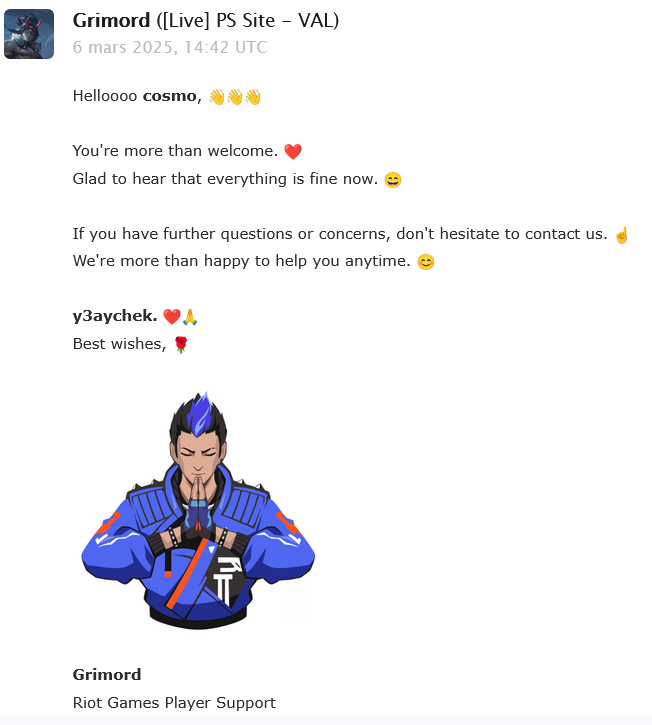 Grimord ([Live] PS Site – VAL)
6 mars 2025, 14:42 UTC
Helloooo cosmo, 👋👋👋
You're more than welcome. ❤️
Glad to hear that everything is fine now. 😄
If you have further questions or concerns, don't hesitate to contact us. ☝️
We're more than happy to help you anytime. 😊
y3aychek. ❤️🙏
Best wishes, 🌹
Grimord
Riot Games Player Support